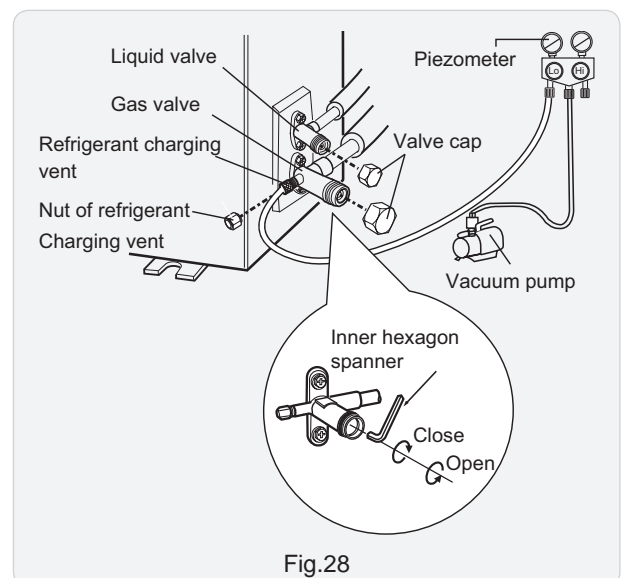 Liquid valve
Gas valve
Refrigerant charging
vent
Nut of refrigerant
Charging vent
Piezometer
Lo
Hi
Valve cap
Vacuum pump
Inner hexagon
spanner
Close
Open
Fig.28